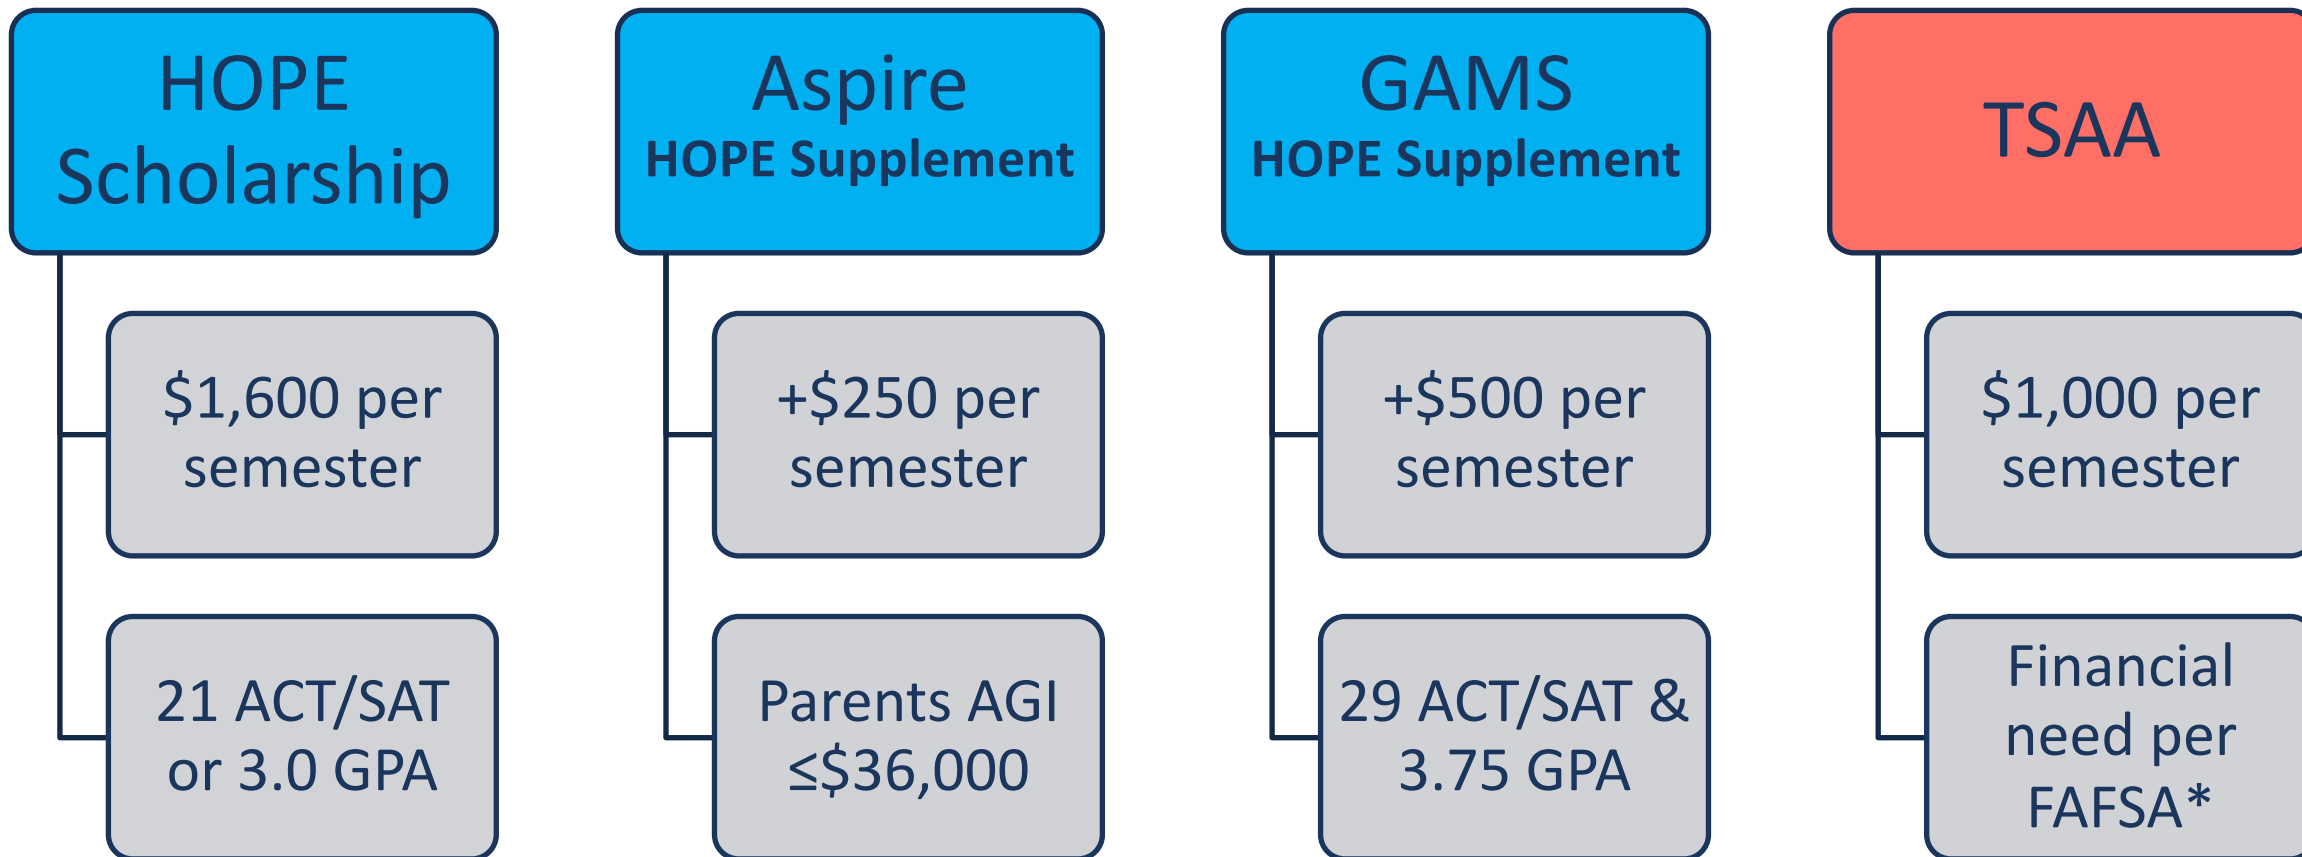 HOPE
Scholarship
$1,600 per
semester
21 ACT/SAT
or 3.0 GPA
Aspire
HOPE Supplement
+$250 per
semester
Parents AGI
≤$36,000
GAMS
HOPE Supplement
+$500 per
semester
29 ACT/SAT &
3.75 GPA
TSAA
$1,000 per
semester
Financial
need per
FAFSA*